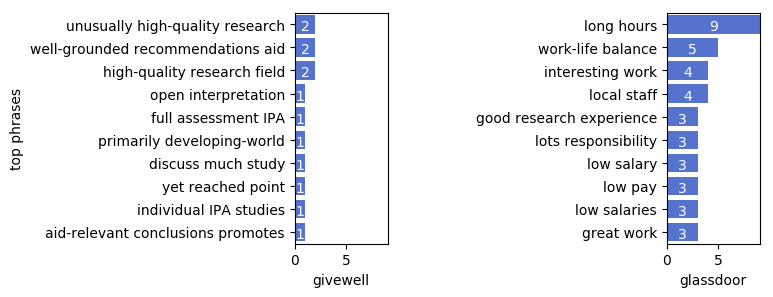 top phrases
unusually high-quality research 2
well-grounded recommendations aid 2
high-quality research field 2
open interpretation 1
full assessment IPA 1
primarily developing-world 1
discuss much study 1
yet reached point 1
individual IPA studies 1
aid-relevant conclusions promotes 1
0 5
givewell
long hours 9
work-life balance 5
interesting work 4
local staff 4
good research experience 3
lots responsibility 3
low salary 3
low pay 3
low salaries 3
great work 3
0 5
glassdoor